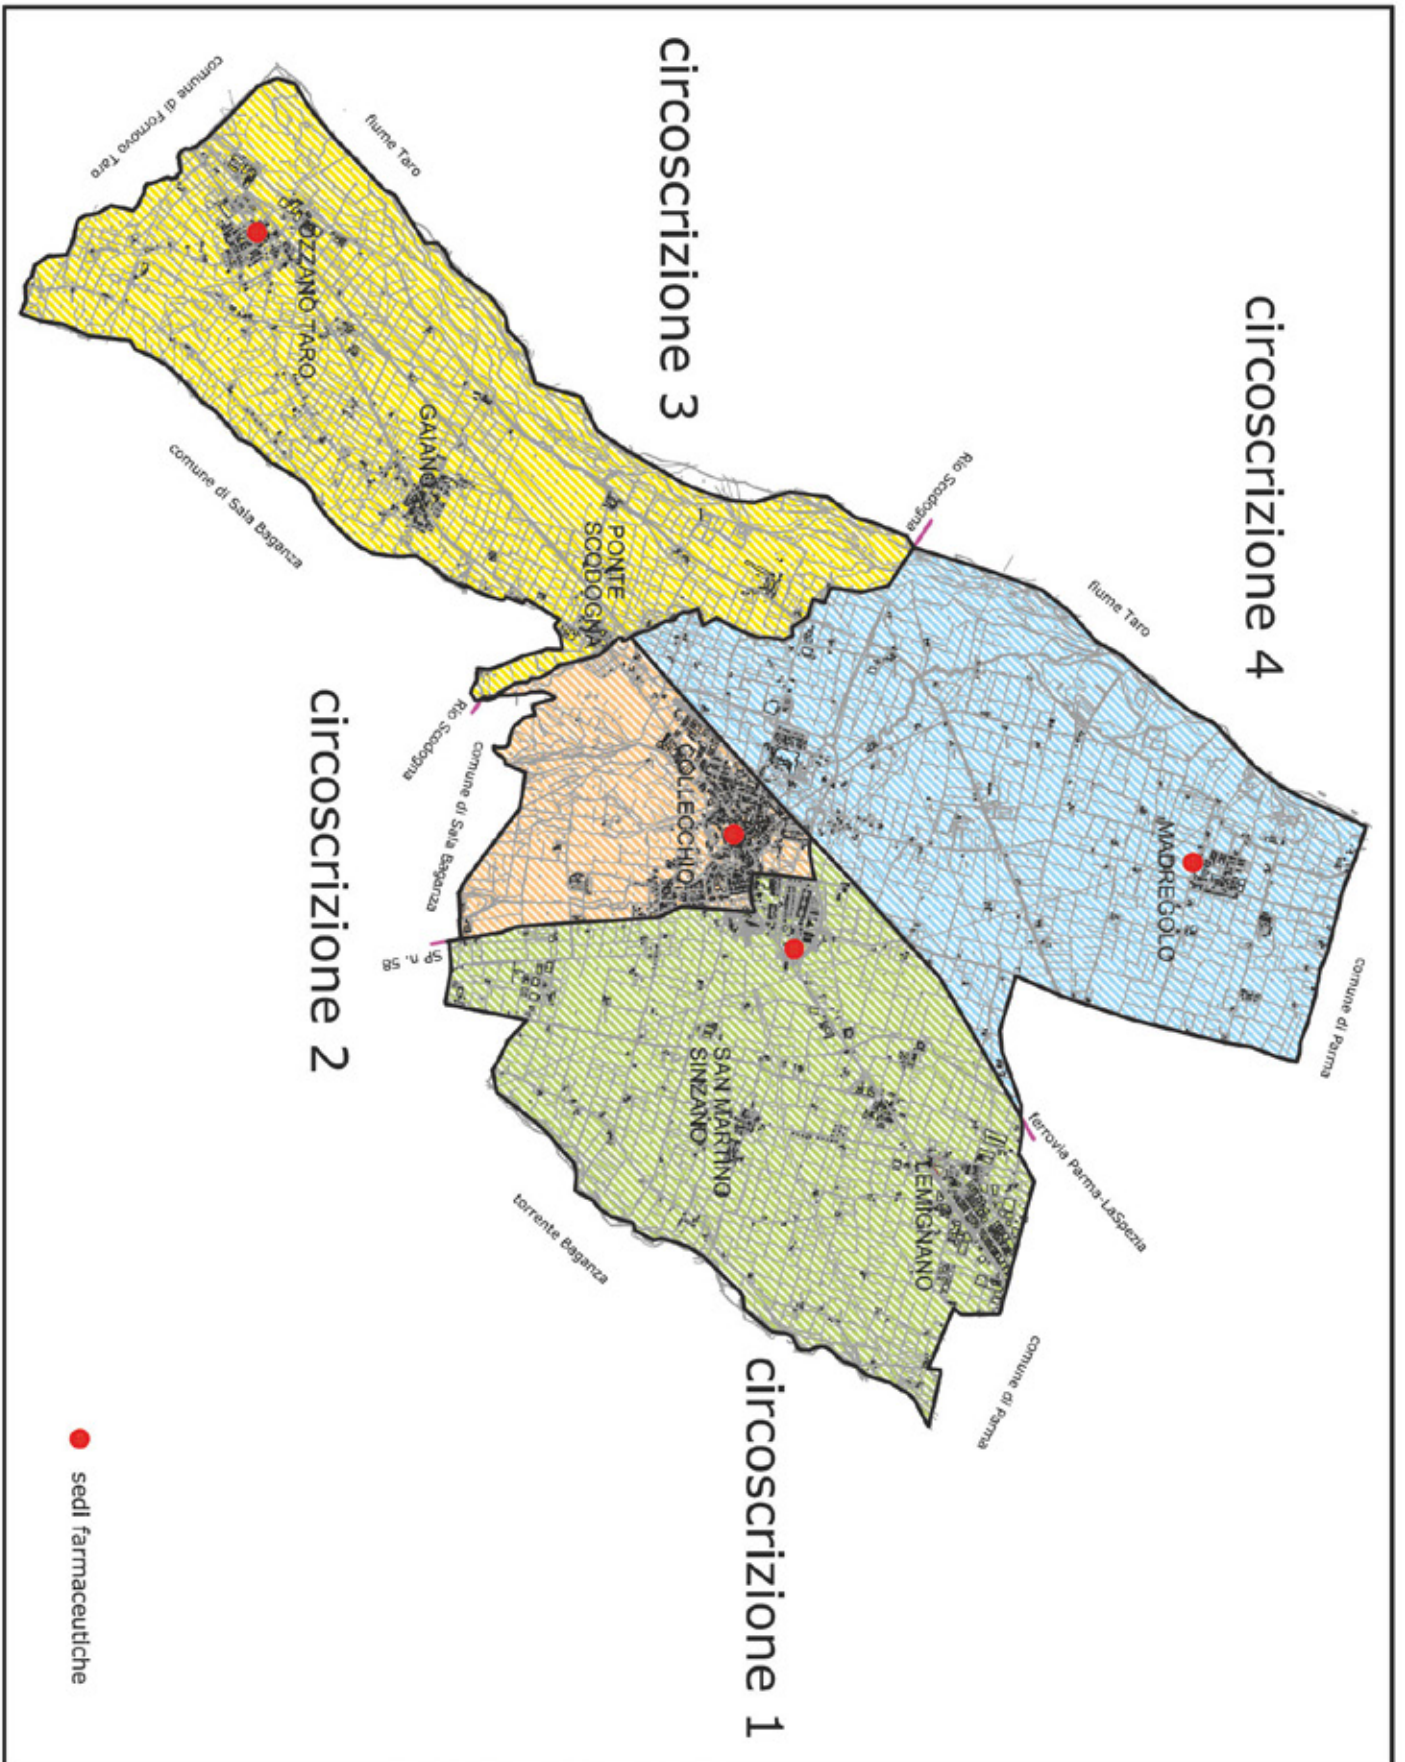 circoscrizione 4
fiume Taro
comune di Parma
MADREGOLO
Rio Scodogna
circoscrizione 3
fiume Taro
comune di Fornovo Taro
OZZANO TARO
GAIANO
PONTE
SCODOGNA
comune di Sala Baganza
ferrovia Parma-LaSpezia
COLLECCHIO
LEMIGNANO
SAN MARTINO
SINZANO
comune di Parma
Rio Scodogna
comune di Sala Baganza
SP n. 58
torrente Baganza
circoscrizione 2
circoscrizione 1
sedI farmaceutIche